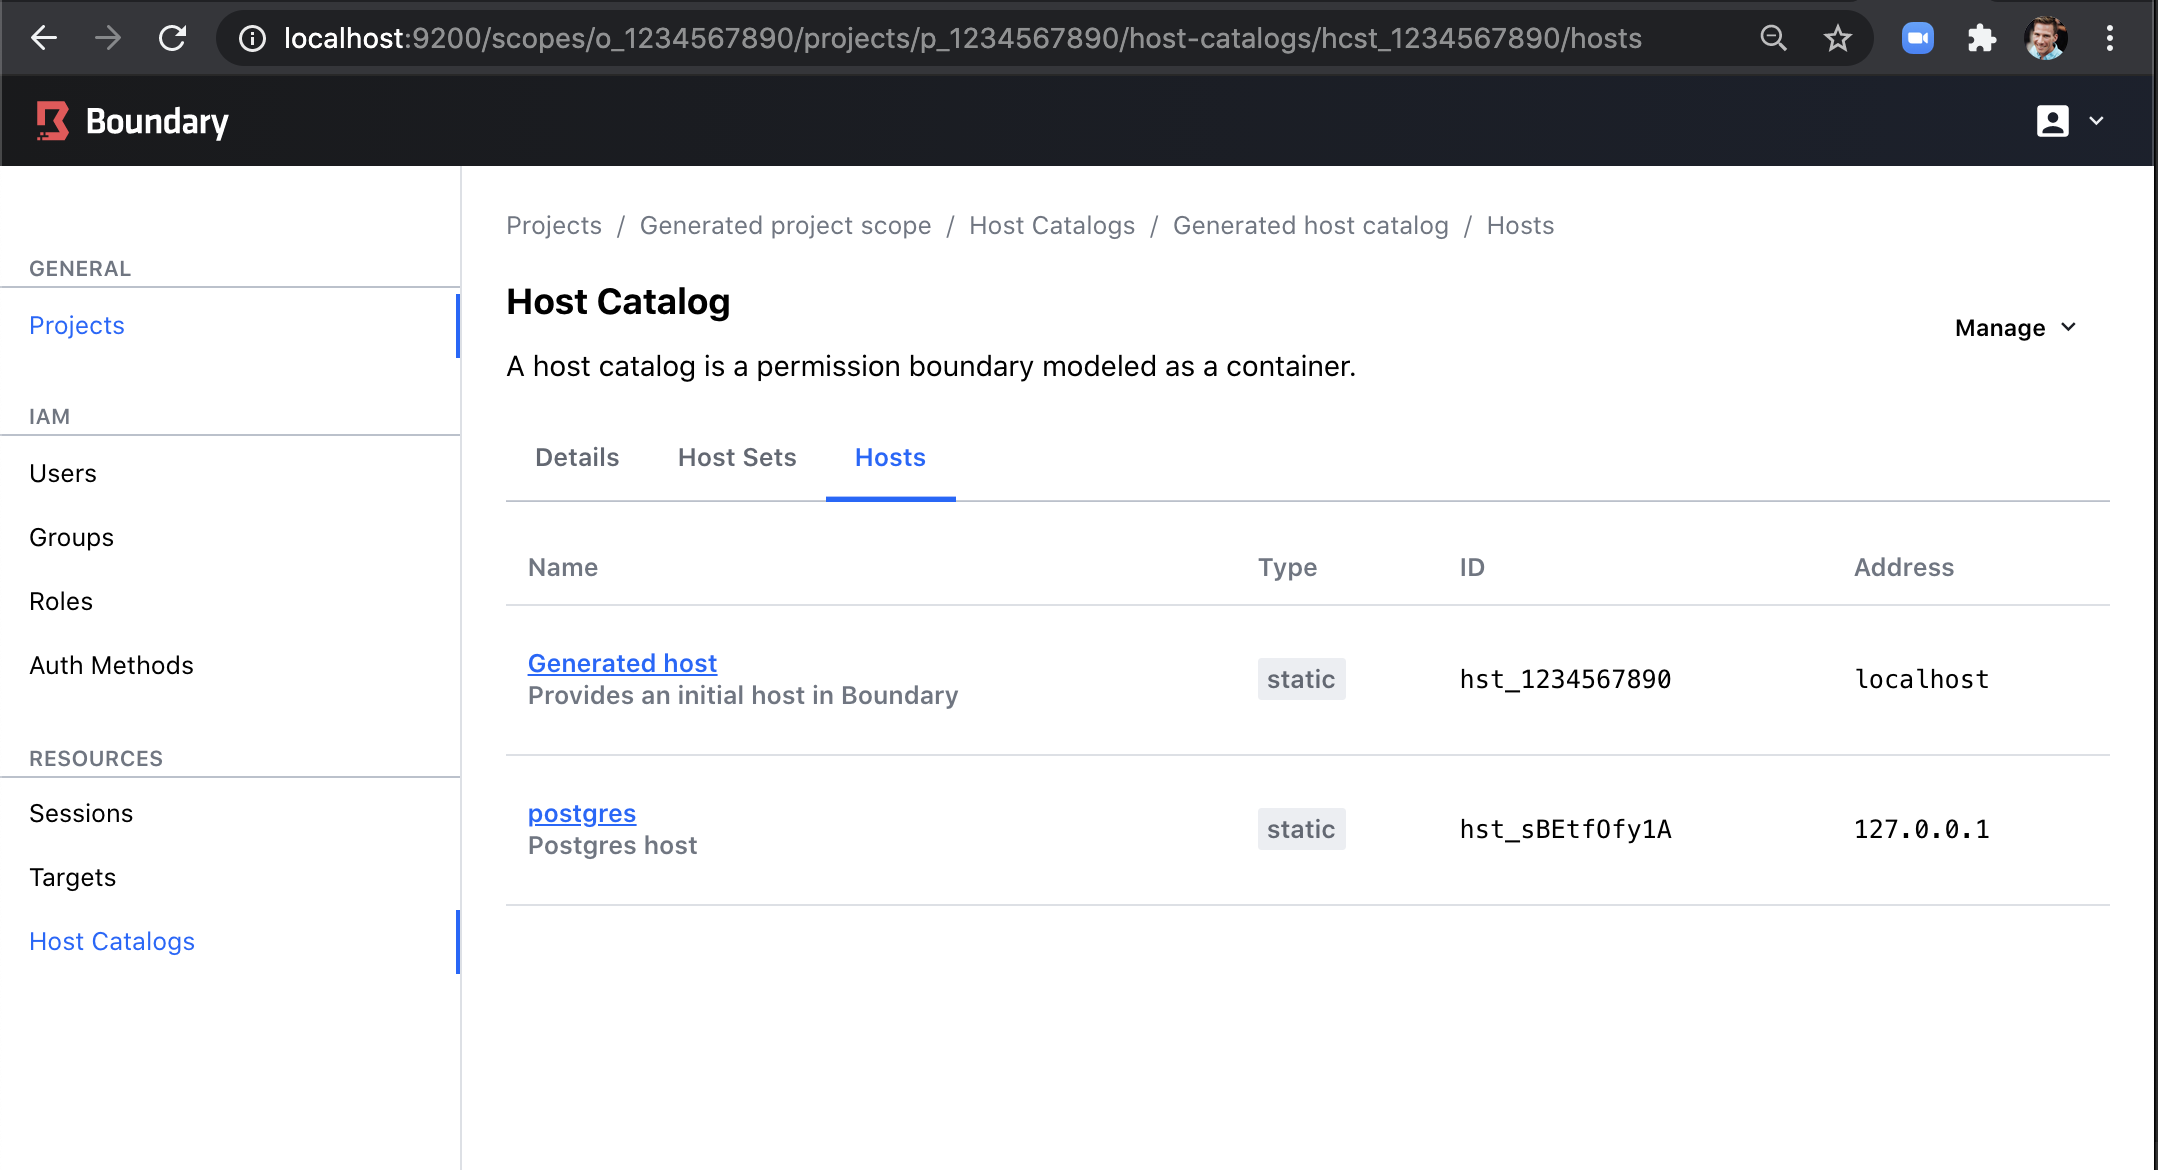 localhost:9200/scopes/o_1234567890/projects/p_1234567890/host-catalogs/hcst_1234567890/hosts
Boundary
GENERAL
Projects
IAM
Users
Groups
Roles
Auth Methods
RESOURCES
Sessions
Targets
Host Catalogs
Projects / Generated project scope / Host Catalogs / Generated host catalog / Hosts
Host Catalog
Manage
A host catalog is a permission boundary modeled as a container.
Details Host Sets Hosts
Name Type ID Address
Generated host
Provides an initial host in Boundary
static hst_1234567890 localhost
postgres
Postgres host
static hst_sBEtfOfy1A 127.0.0.1